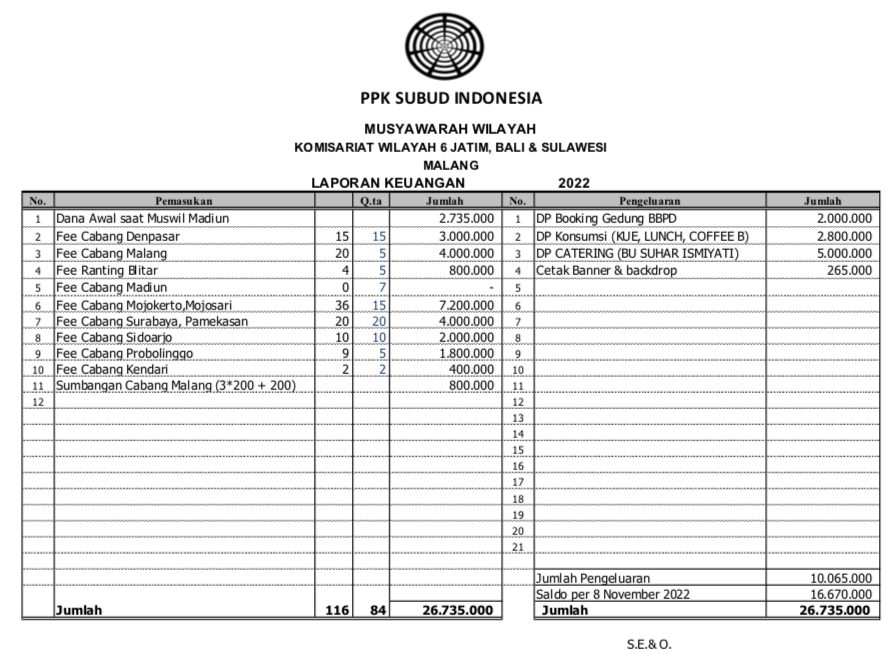 PPK SUBUD INDONESIA
MUSYAWARAH WILAYAH
KOMISARIAT WILAYAH 6 JATIM, BALI & SULAWESI
MALANG
LAPORAN KEUANGAN 2022
No. Pemasukan Q.ta Jumlah No. Pengeluaran Jumlah
1 Dana Awal saat Muswil Madiun 2.735.000 1 DP Booking Gedung BBPD 2.000.000
2 Fee Cabang Denpasar 15 15 3.000.000 2 DP Konsumsi (KUE, LUNCH, COFFEE B) 2.800.000
3 Fee Cabang Malang 20 5 4.000.000 3 DP CATERING (BU SUHAR ISMIYATI) 5.000.000
4 Fee Ranting Blitar 4 5 800.000 4 Cetak Banner & backdrop 265.000
5 Fee Cabang Madiun 0 7 - 5
6 Fee Cabang Mojokerto,Mojosari 36 15 7.200.000 6
7 Fee Cabang Surabaya, Pamekasan 20 20 4.000.000 7
8 Fee Cabang Sidoarjo 10 10 2.000.000 8
9 Fee Cabang Probolinggo 9 5 1.800.000 9
10 Fee Cabang Kendari 2 2 400.000 10
11 Sumbangan Cabang Malang (3*200 + 200) 800.000 11
12 12
13
14
15
16
17
18
19
20
21
Jumlah Pengeluaran 10.065.000
Saldo per 8 November 2022 16.670.000
Jumlah 116 84 26.735.000 Jumlah 26.735.000
S.E.& O.